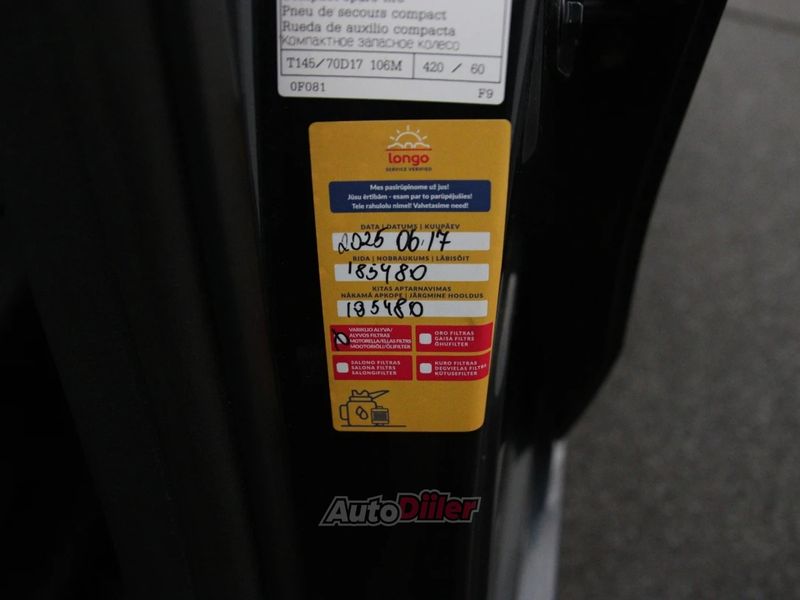 Pneu de secours compact
Rueda de auxilio compacta
Компактное запасное колесо
T145/70D17 106M 420 / 60
0F081 F9
longo
SERVICE VERIFIED
Mes pasirūpinome už jus!
Jūsu ērtībām - esam par to parūpējušies!
Teie rahulolu nimel! Vahetasime need!
DATA | DATUMS | KUUPÄEV
2025 06.17
RIDA | NOBRAUKUMS | LÄBISÕIT
185480
KITAS APTARNAVIMAS
NĀKAMĀ APKOPE | JÄRGMINE HOOLDUS
195480
VARIKLIO ALYVA/
ALYVOS FILTRAS
MOTOREĻĻA/EĻĻAS FILTRS
MOOTORIÕLI/ÕLIFILTER
ORO FILTRAS
GAISA FILTRS
ÕHUFILTER
SALONO FILTRAS
SALONA FILTRS
SALONGIFILTER
KURO FILTRAS
DEGVIELAS FILTRS
KÜTUSEFILTER
AutoDiiler